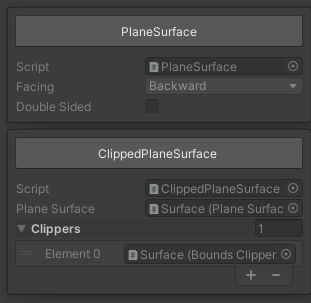 PlaneSurface
Script PlaneSurface
Facing Backward
Double Sided
ClippedPlaneSurface
Script ClippedPlaneSurface
Plane Surface Surface (Plane Surfac
Clippers 1
Element 0 Surface (Bounds Clipper
+ −